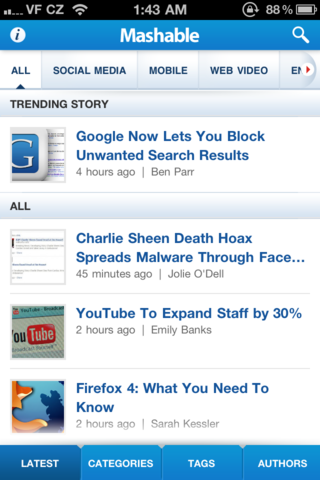 VF CZ 1:43 AM 88%
Mashable
ALL SOCIAL MEDIA MOBILE WEB VIDEO EN
TRENDING STORY
Google Now Lets You Block
Unwanted Search Results
4 hours ago | Ben Parr
ALL
Charlie Sheen Death Hoax
Spreads Malware Through Face...
45 minutes ago | Jolie O'Dell
YouTube To Expand Staff by 30%
2 hours ago | Emily Banks
You Tube
Firefox 4: What You Need To
Know
2 hours ago | Sarah Kessler
LATEST CATEGORIES TAGS AUTHORS